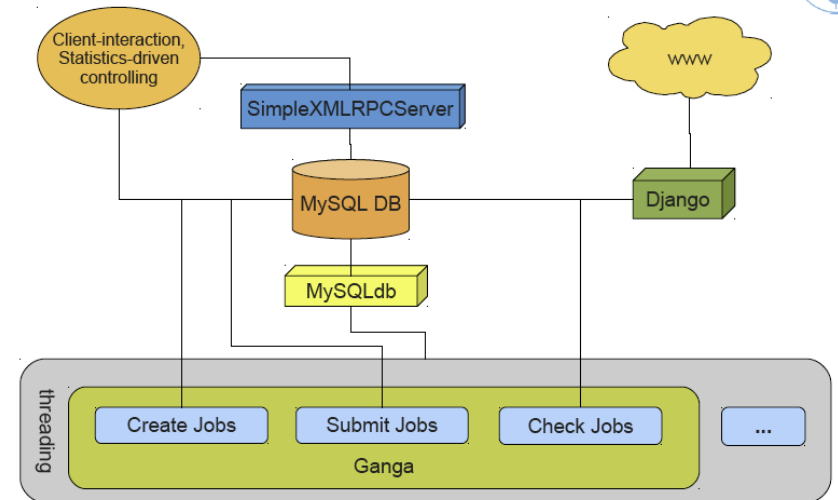 Client-interaction,
Statistics-driven
controlling
www
SimpleXMLRPCServer
MySQL DB
Django
MySQLdb
threading
Create Jobs
Submit Jobs
Check Jobs
...
Ganga